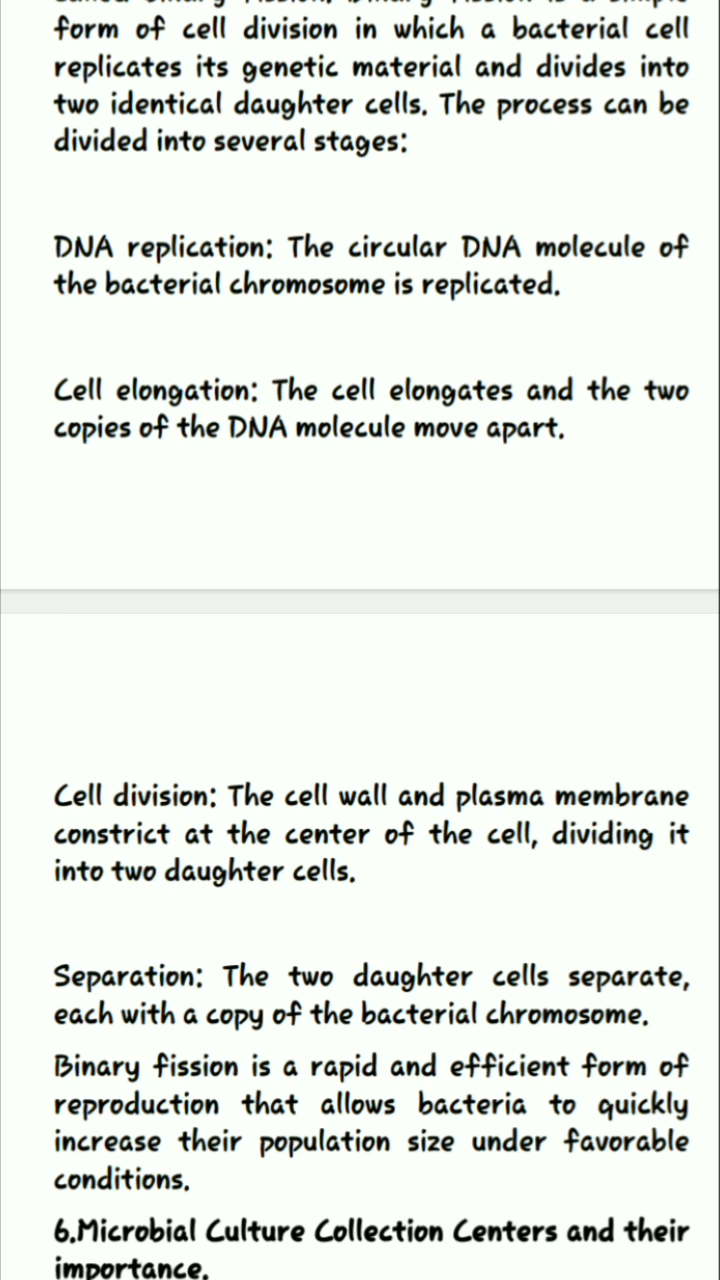 form of cell division in which a bacterial cell
replicates its genetic material and divides into
two identical daughter cells. The process can be
divided into several stages:
DNA replication: The circular DNA molecule of
the bacterial chromosome is replicated.
Cell elongation: The cell elongates and the two
copies of the DNA molecule move apart.
Cell division: The cell wall and plasma membrane
constrict at the center of the cell, dividing it
into two daughter cells.
Separation: The two daughter cells separate,
each with a copy of the bacterial chromosome.
Binary fission is a rapid and efficient form of
reproduction that allows bacteria to quickly
increase their population size under favorable
conditions.
6.Microbial Culture Collection Centers and their
importance.